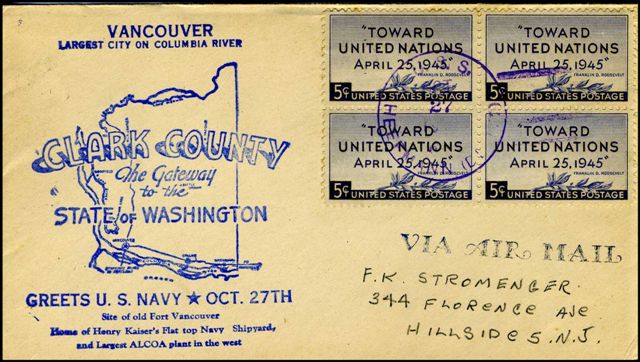 VANCOUVER
LARGEST CITY ON COLUMBIA RIVER
CLARK COUNTY
The Gateway
to the
STATE of WASHINGTON
VANCOUVER
GREETS U. S. NAVY ★ OCT. 27TH
Site of old Fort Vancouver
Home of Henry Kaiser's Flat top Navy Shipyard,
and Largest ALCOA plant in the west
"TOWARD
UNITED NATIONS
APRIL 25, 1945"
FRANKLIN D. ROOSEVELT
5¢ UNITED STATES POSTAGE
"TOWARD
UNITED NATIONS
APRIL 25, 1945"
FRANKLIN D. ROOSEVELT
5¢ UNITED STATES POSTAGE
"TOWARD
UNITED NATIONS
APRIL 25, 1945"
FRANKLIN D. ROOSEVELT
5¢ UNITED STATES POSTAGE
"TOWARD
UNITED NATIONS
APRIL 25, 1945"
FRANKLIN D. ROOSEVELT
5¢ UNITED STATES POSTAGE
U.S.S.
27
VIA AIR MAIL
F.K. STROMENGER.
344 FLORENCE AVE
HILLSIDE 5. N.J.